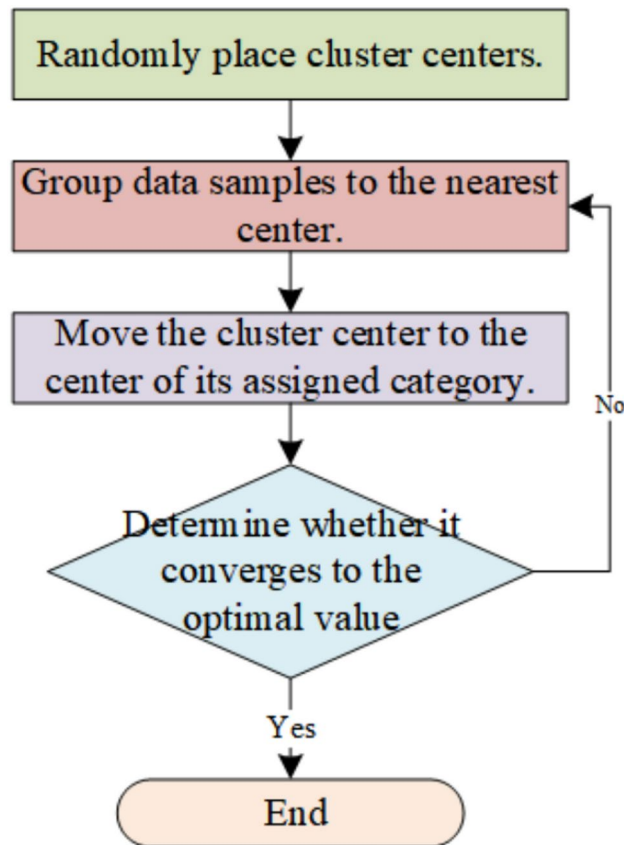 Randomly place cluster centers.
Group data samples to the nearest
center.
Move the cluster center to the
center of its assigned category.
No
Determine whether it
converges to the
optimal value
Yes
End